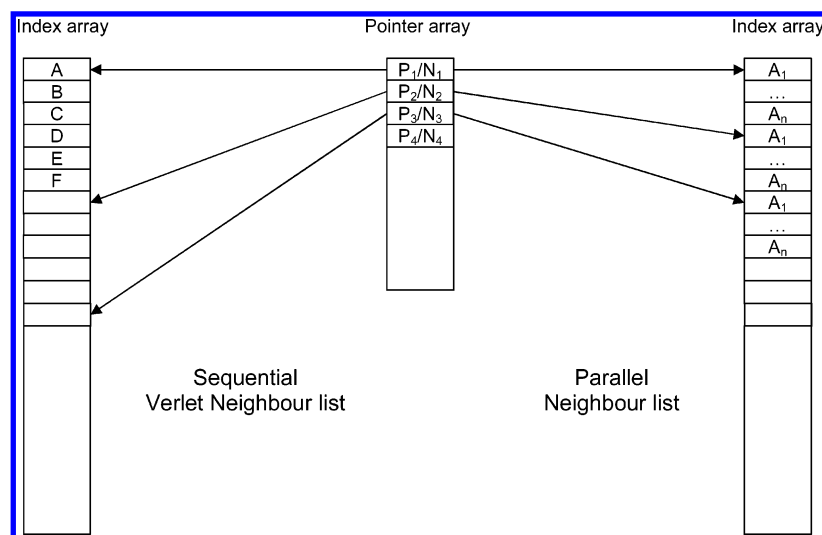 Index array Pointer array Index array
A P₁/N₁ A₁
B P₂/N₂ ...
C P₃/N₃ Aₙ
D P₄/N₄ A₁
E ...
F Aₙ
A₁
...
Aₙ
Sequential
Verlet Neighbour list
Parallel
Neighbour list